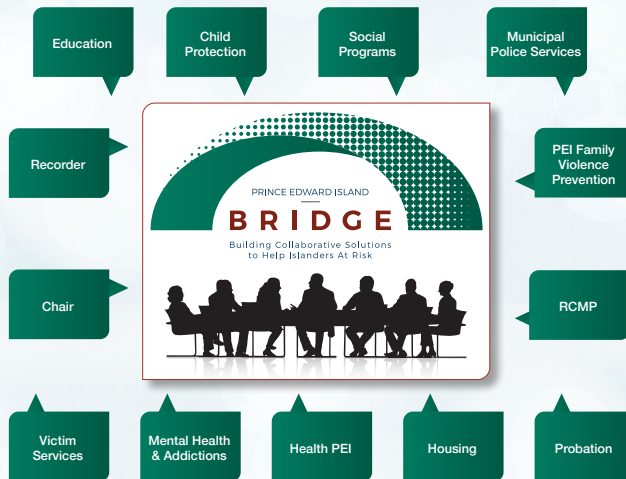 Education
Child
Protection
Social
Programs
Municipal
Police Services
Recorder
PEI Family
Violence
Prevention
PRINCE EDWARD ISLAND
BRIDGE
Building Collaborative Solutions
to Help Islanders At Risk
Chair
RCMP
Victim
Services
Mental Health
& Addictions
Health PEI
Housing
Probation